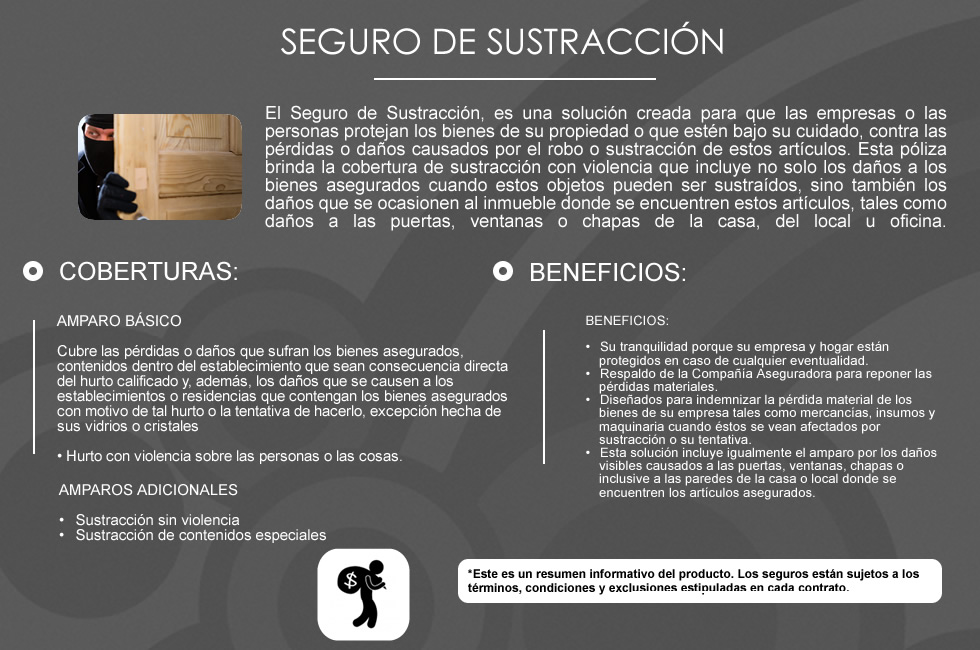 SEGURO DE SUSTRACCIÓN
El Seguro de Sustracción, es una solución creada para que las empresas o las
personas protejan los bienes de su propiedad o que estén bajo su cuidado, contra las
pérdidas o daños causados por el robo o sustracción de estos artículos. Esta póliza
brinda la cobertura de sustracción con violencia que incluye no solo los daños a los
bienes asegurados cuando estos objetos pueden ser sustraídos, sino también los
daños que se ocasionen al inmueble donde se encuentren estos artículos, tales como
daños a las puertas, ventanas o chapas de la casa, del local u oficina.
COBERTURAS:
AMPARO BÁSICO
Cubre las pérdidas o daños que sufran los bienes asegurados,
contenidos dentro del establecimiento que sean consecuencia directa
del hurto calificado y, además, los daños que se causen a los
establecimientos o residencias que contengan los bienes asegurados
con motivo de tal hurto o la tentativa de hacerlo, excepción hecha de
sus vidrios o cristales
• Hurto con violencia sobre las personas o las cosas.
AMPAROS ADICIONALES
• Sustracción sin violencia
• Sustracción de contenidos especiales
$
BENEFICIOS:
BENEFICIOS:
• Su tranquilidad porque su empresa y hogar están
protegidos en caso de cualquier eventualidad.
• Respaldo de la Compañía Aseguradora para reponer las
pérdidas materiales.
• Diseñados para indemnizar la pérdida material de los
bienes de su empresa tales como mercancías, insumos y
maquinaria cuando éstos se vean afectados por
sustracción o su tentativa.
• Esta solución incluye igualmente el amparo por los daños
visibles causados a las puertas, ventanas, chapas o
inclusive a las paredes de la casa o local donde se
encuentren los artículos asegurados.
*Este es un resumen informativo del producto. Los seguros están sujetos a los
términos, condiciones y exclusiones estipuladas en cada contrato.